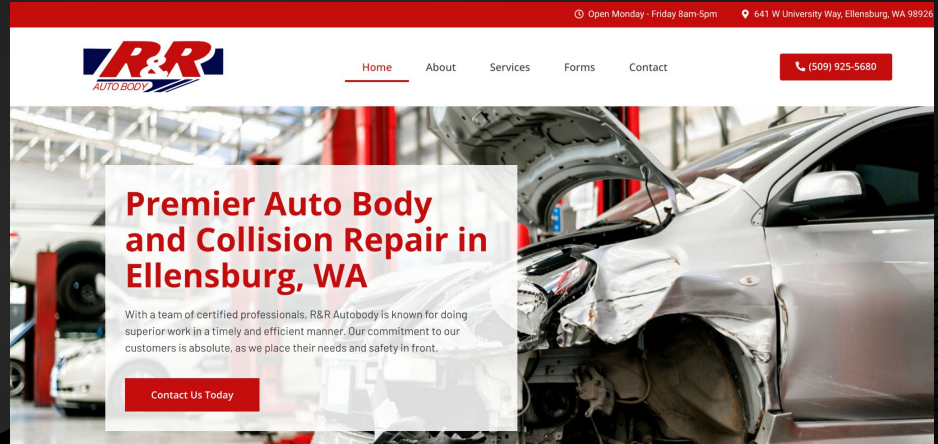 Open Monday - Friday 8am-5pm 641 W University Way, Ellensburg, WA 98926
R&R
AUTO BODY
Home About Services Forms Contact
(509) 925-5680
Premier Auto Body
and Collision Repair in
Ellensburg, WA
With a team of certified professionals, R&R Autobody is known for doing
superior work in a timely and efficient manner. Our commitment to our
customers is absolute, as we place their needs and safety in front.
Contact Us Today